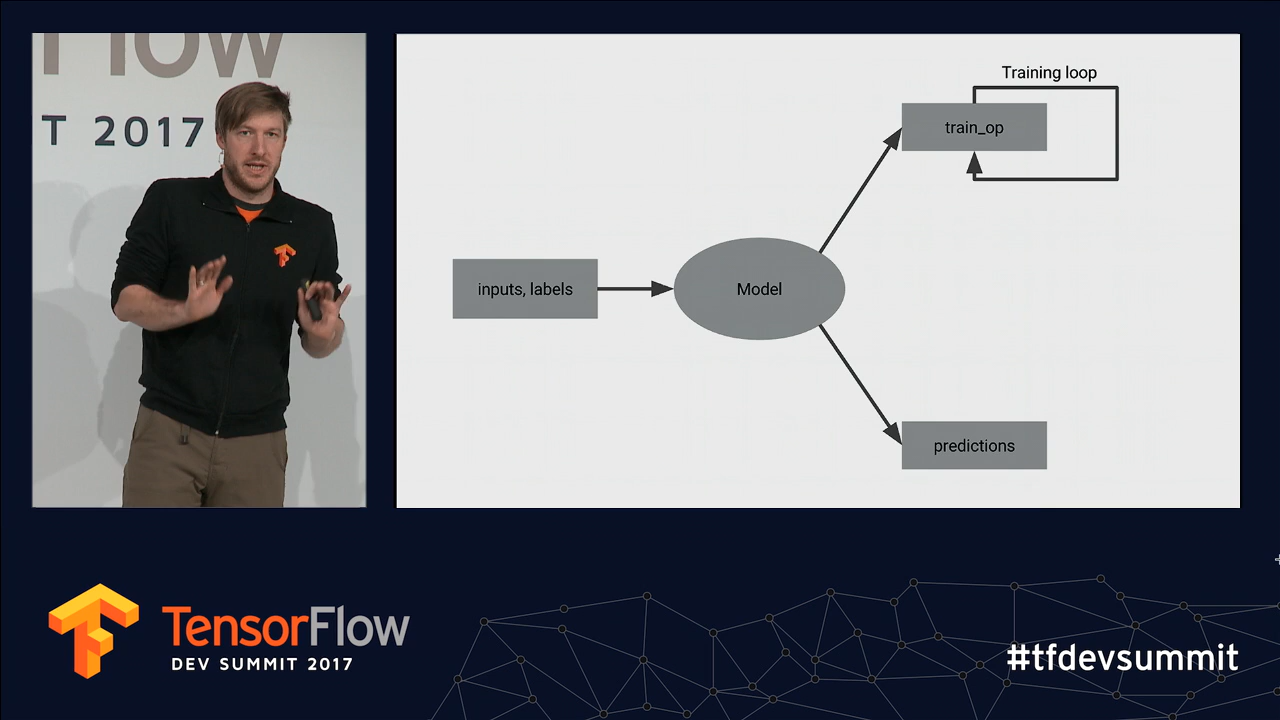 Flow
T 2017
Training loop
train_op
inputs, labels
Model
predictions
TensorFlow
DEV SUMMIT 2017
#tfdevsummit